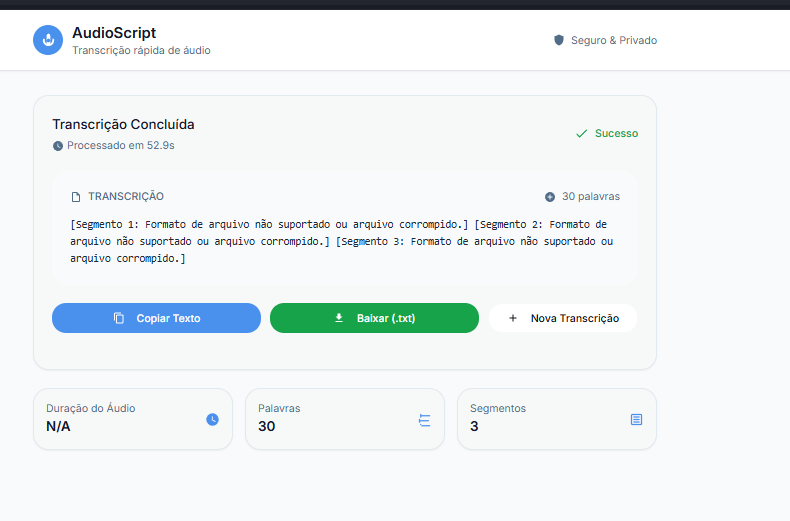 AudioScript
Transcrição rápida de áudio
Seguro & Privado
Transcrição Concluída
Processado em 52.9s
Sucesso
TRANSCRIÇÃO
30 palavras
[Segmento 1: Formato de arquivo não suportado ou arquivo corrompido.] [Segmento 2: Formato de
arquivo não suportado ou arquivo corrompido.] [Segmento 3: Formato de arquivo não suportado ou
arquivo corrompido.]
Copiar Texto
Baixar (.txt)
Nova Transcrição
Duração do Áudio
N/A
Palavras
30
Segmentos
3